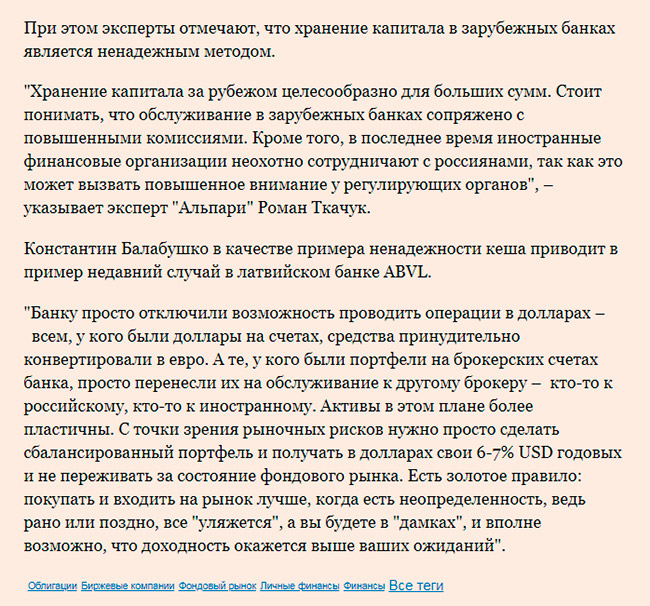 При этом эксперты отмечают, что хранение капитала в зарубежных банках
является ненадежным методом.
"Хранение капитала за рубежом целесообразно для больших сумм. Стоит
понимать, что обслуживание в зарубежных банках сопряжено с
повышенными комиссиями. Кроме того, в последнее время иностранные
финансовые организации неохотно сотрудничают с россиянами, так как это
может вызвать повышенное внимание у регулирующих органов", –
указывает эксперт "Альпари" Роман Ткачук.
Константин Балабушко в качестве примера ненадежности кеша приводит в
пример недавний случай в латвийском банке ABVL.
"Банку просто отключили возможность проводить операции в долларах –
всем, у кого были доллары на счетах, средства принудительно
конвертировали в евро. А те, у кого были портфели на брокерских счетах
банка, просто перенесли их на обслуживание к другому брокеру – кто-то к
российскому, кто-то к иностранному. Активы в этом плане более
пластичны. С точки зрения рыночных рисков нужно просто сделать
сбалансированный портфель и получать в долларах свои 6-7% USD годовых
и не переживать за состояние фондового рынка. Есть золотое правило:
покупать и входить на рынок лучше, когда есть неопределенность, ведь
рано или поздно, все "уляжется", а вы будете в "дамках", и вполне
возможно, что доходность окажется выше ваших ожиданий".
Облигации Биржевые компании Фондовый рынок Личные финансы Финансы Все теги